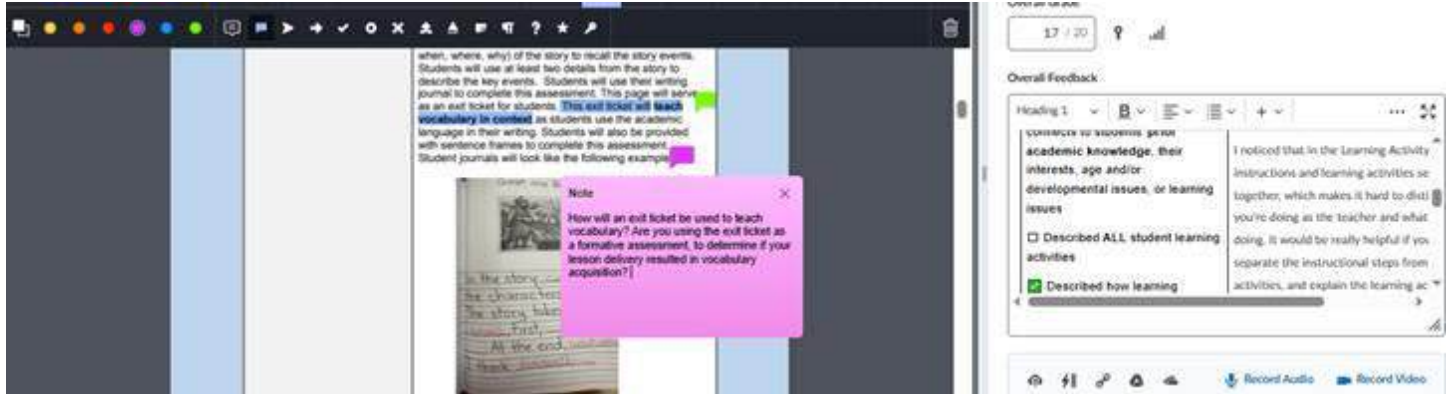 Overall Grade
17 / 20
when, where, why) of the story to recall the story events.
Students will use at least two details from the story to
describe the key events. Students will use their writing
journal to complete this assessment. This page will serve
as an exit ticket for students. This exit ticket will teach
vocabulary in context as students use the academic
language in their writing. Students will also be provided
with sentence frames to complete this assessment.
Student journals will look like the following example
In the story
the characters
The story takes
First,
At the end,
I think
Note
How will an exit ticket be used to teach
vocabulary? Are you using the exit ticket as
a formative assessment, to determine if your
lesson delivery resulted in vocabulary
acquisition?
Overall Feedback
Heading 1
connects to students prior
academic knowledge, their
interests, age and/or
developmental issues, or learning
issues
Described ALL student learning
activities
Described how learning
I noticed that in the Learning Activity
instructions and learning activities se
together, which makes it hard to disti
you're doing as the teacher and what
doing. It would be really helpful if you
separate the instructional steps from
activities, and explain the learning ac
Record Audio
Record Video